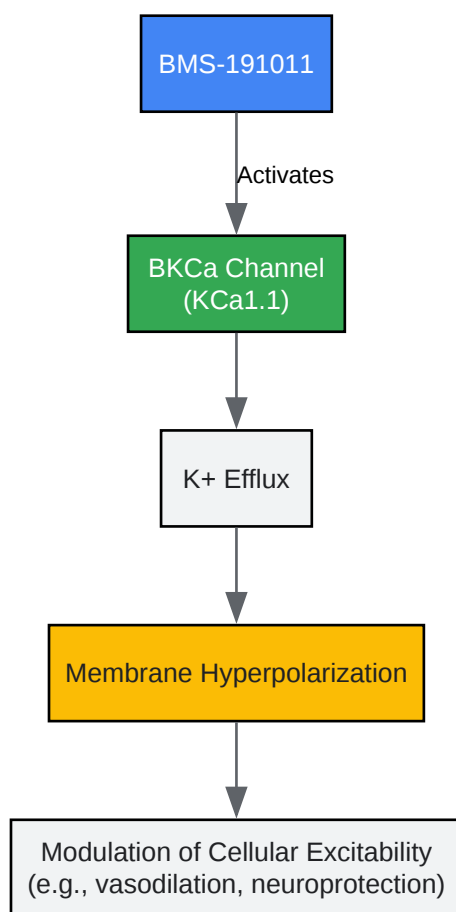 BMS-191011
Activates
BKCa Channel
(KCa1.1)
K+ Efflux
Membrane Hyperpolarization
Modulation of Cellular Excitability
(e.g., vasodilation, neuroprotection)